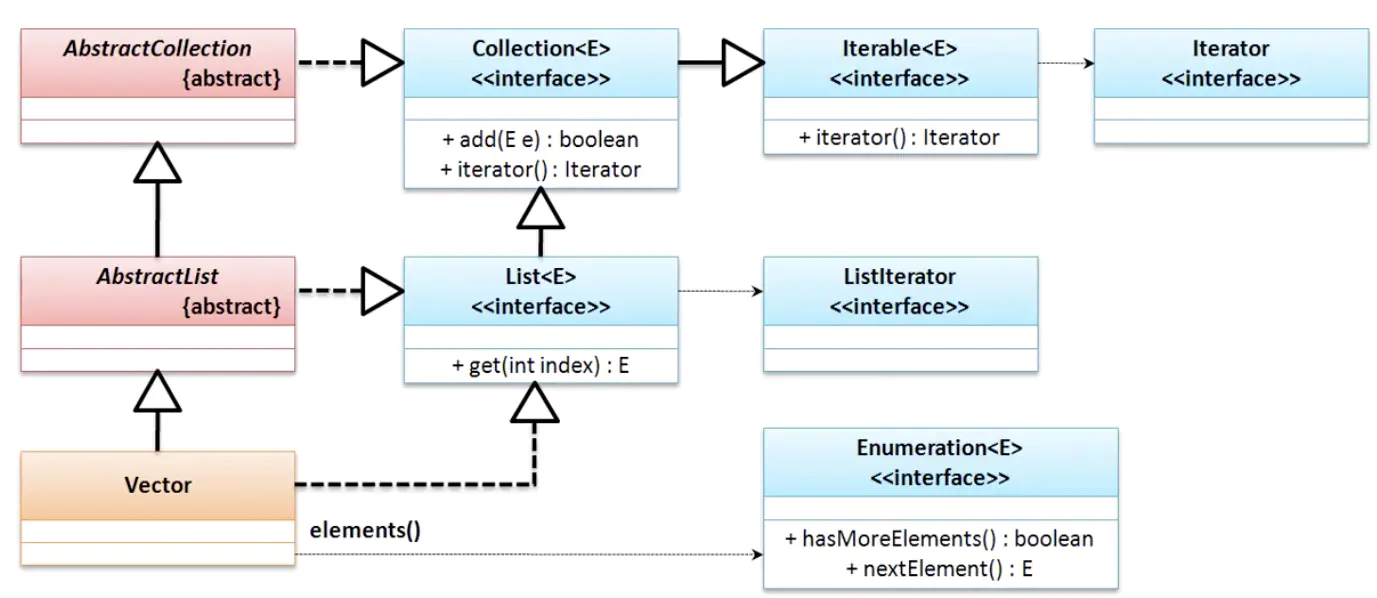 AbstractCollection
{abstract}
Collection<E>
<<interface>>
+ add(E e) : boolean
+ iterator() : Iterator
Iterable<E>
<<interface>>
+ iterator() : Iterator
Iterator
<<interface>>
AbstractList
{abstract}
List<E>
<<interface>>
+ get(int index) : E
ListIterator
<<interface>>
Vector
elements()
Enumeration<E>
<<interface>>
+ hasMoreElements() : boolean
+ nextElement() : E